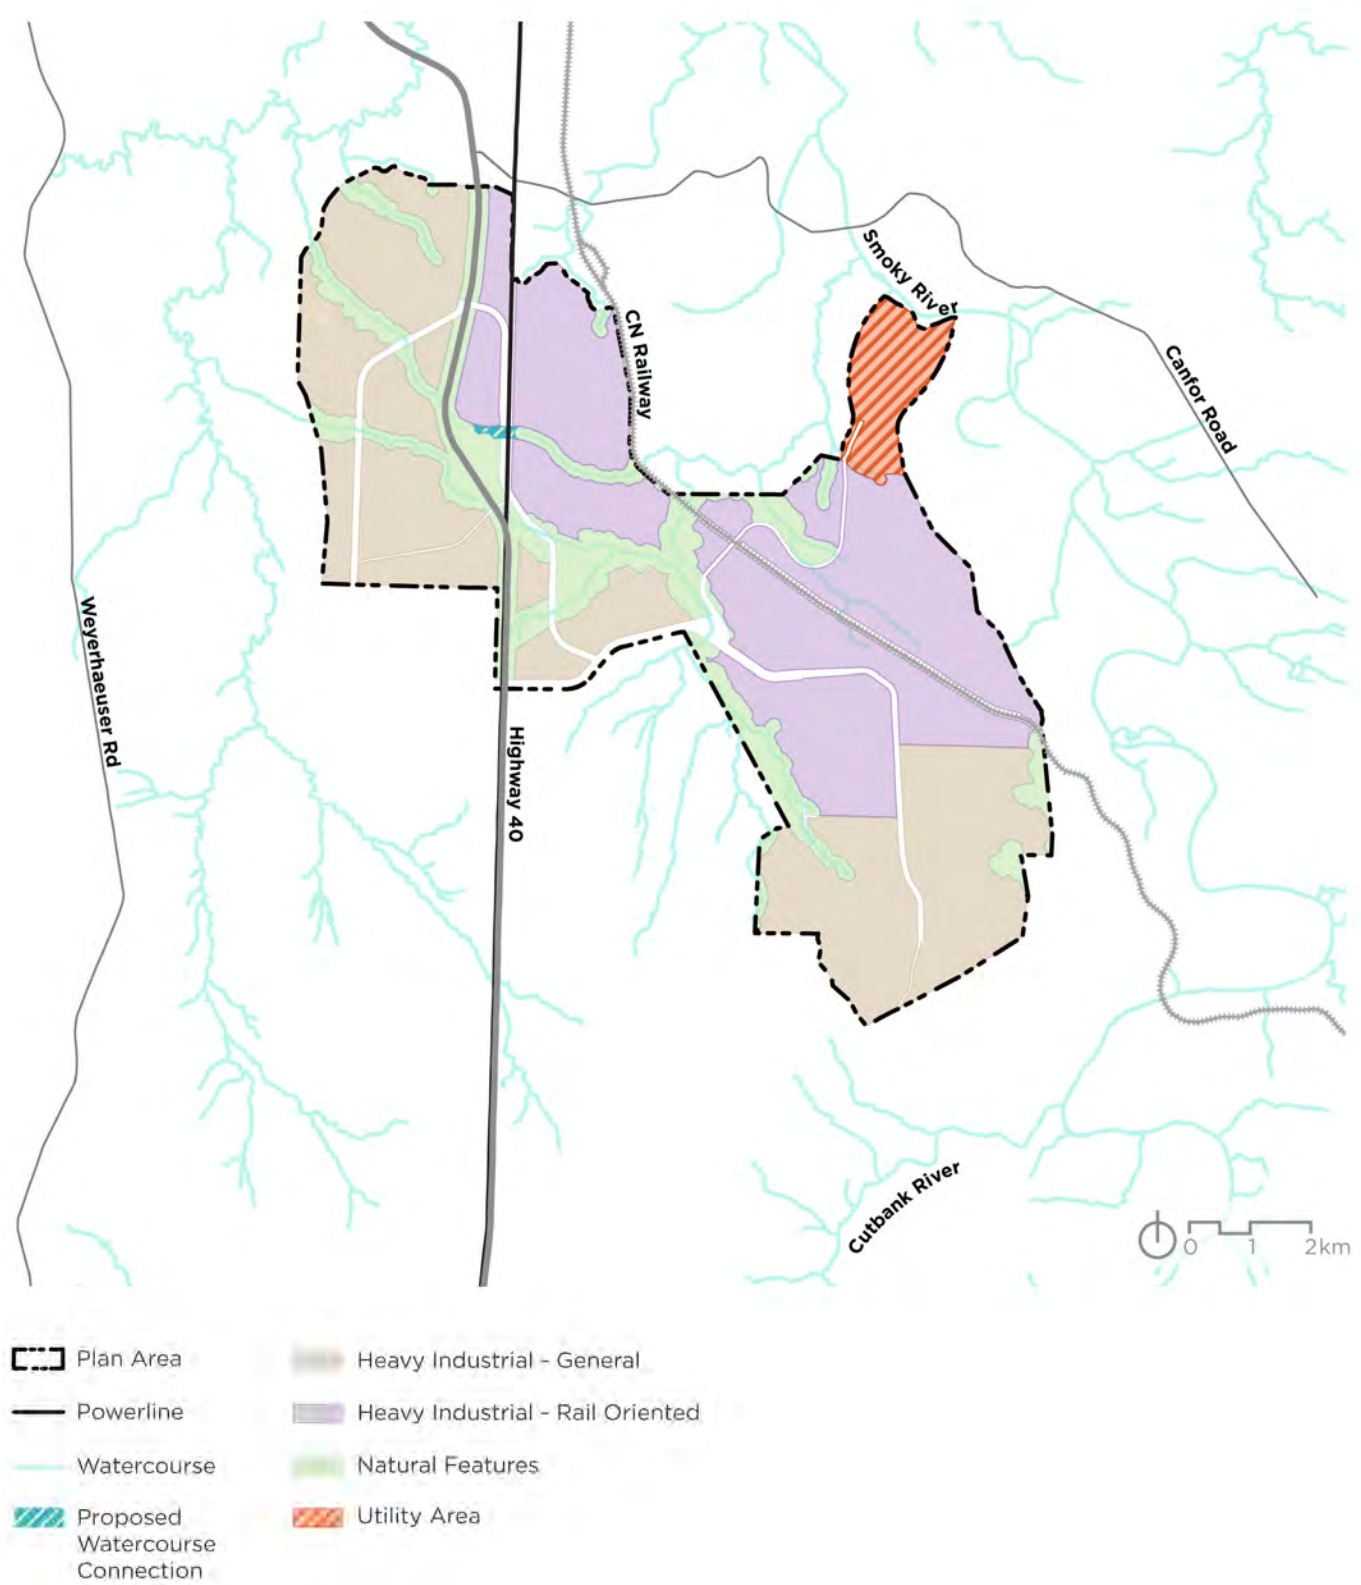 Smoky River
CN Railway
Canfor Road
Weyerhaeuser Rd
Highway 40
Cutbank River
0 1 2km
Plan Area
Powerline
Watercourse
Proposed
Watercourse
Connection
Heavy Industrial - General
Heavy Industrial - Rail Oriented
Natural Features
Utility Area